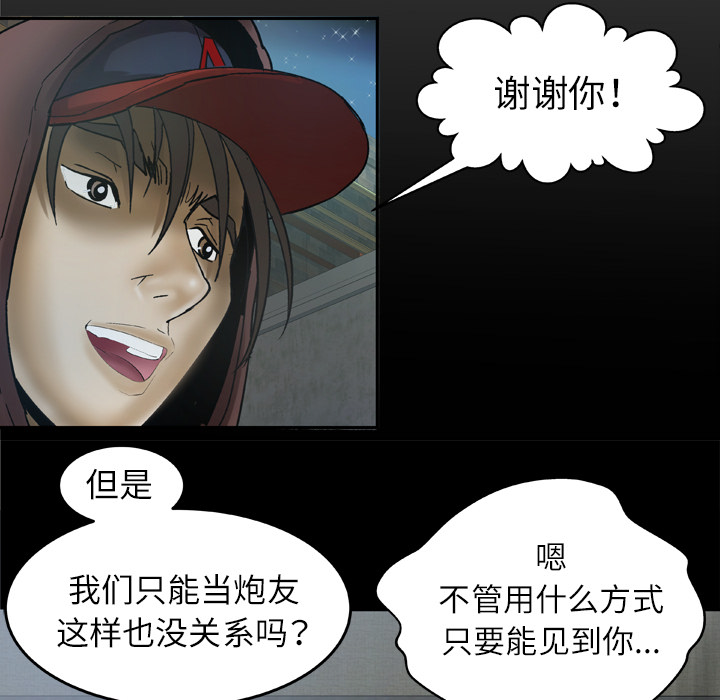 A
谢谢你！
但是
我们只能当炮友
这样也没关系吗？
嗯
不管用什么方式
只要能见到你...